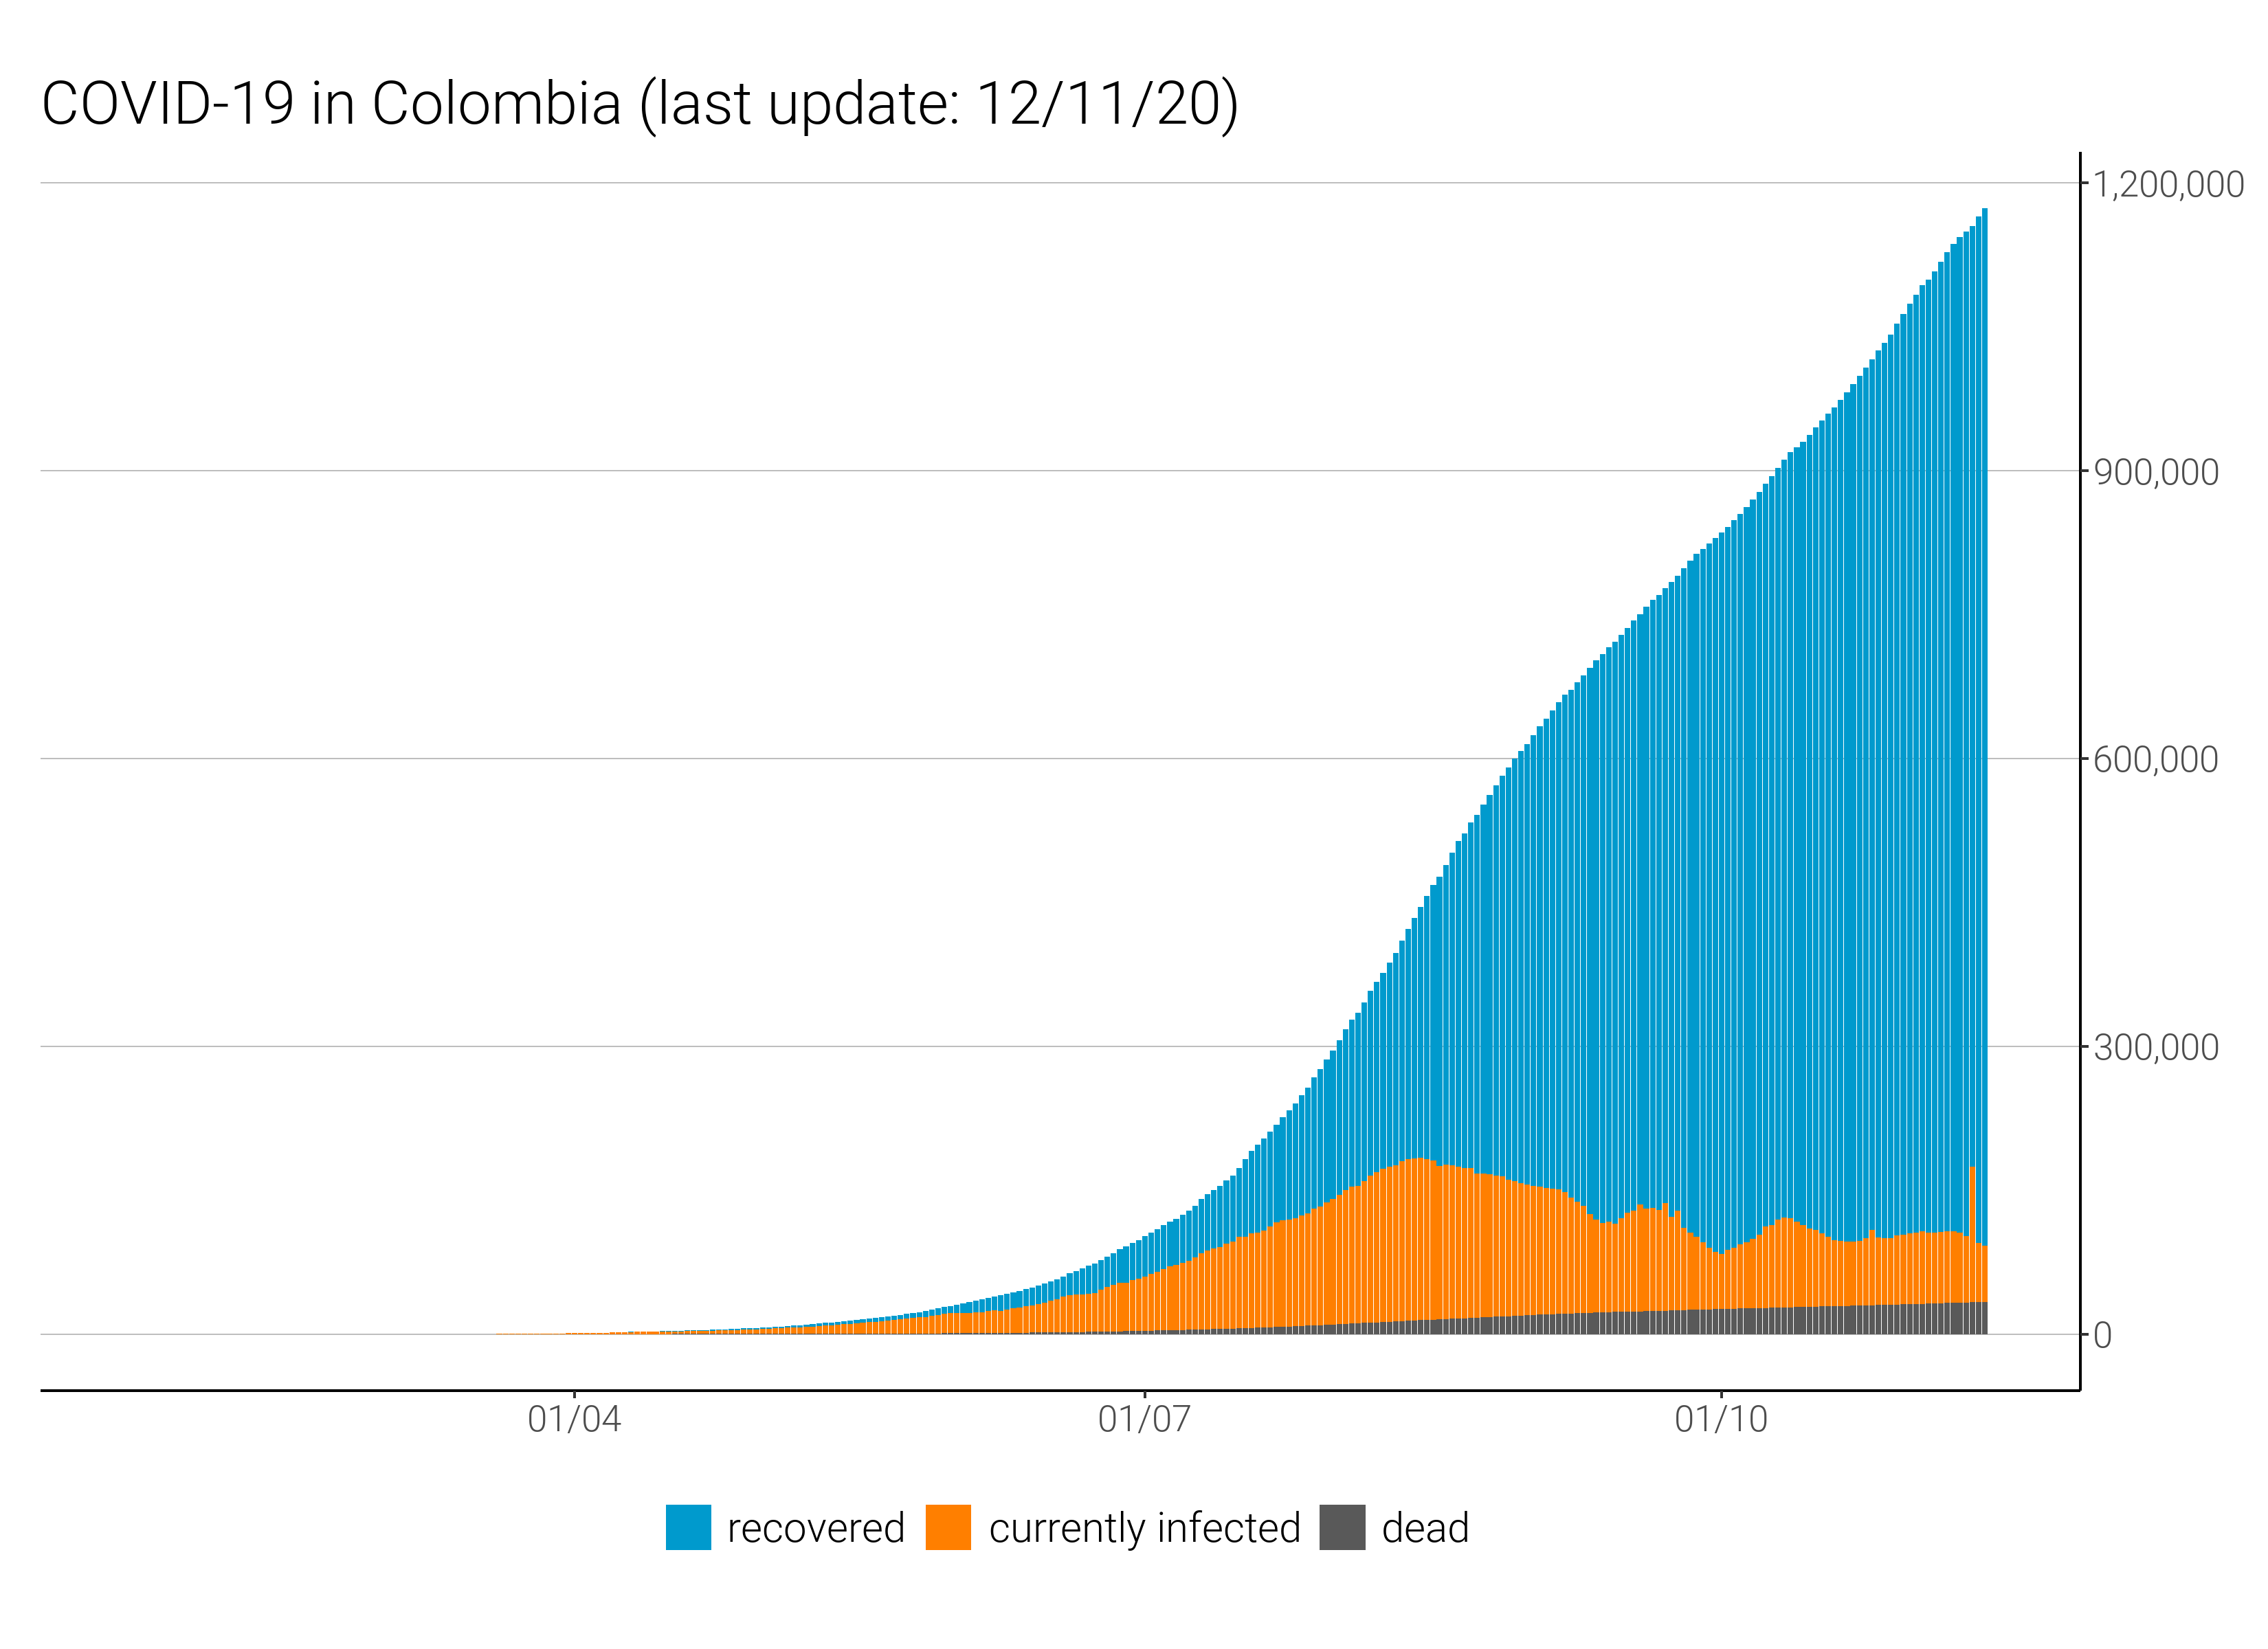 COVID-19 in Colombia (last update: 12/11/20)
1,200,000
900,000
600,000
300,000
0
01/04 01/07 01/10
recovered currently infected dead